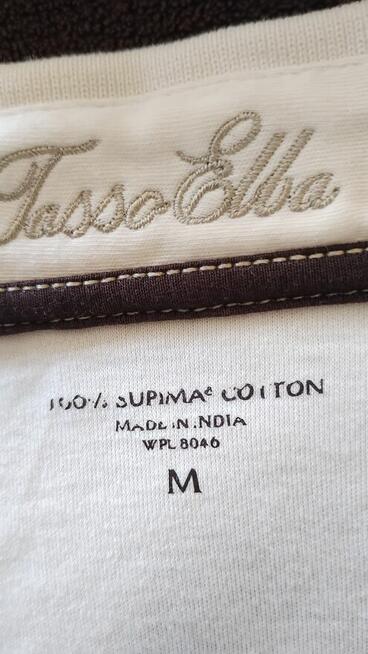 Tasso Elba
100% SUPIMA® COTTON
MADE IN INDIA
WPL 8046
M